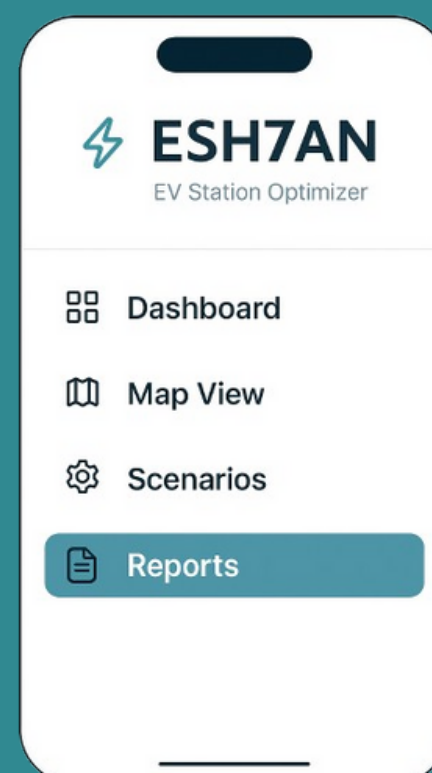 ESH7AN
EV Station Optimizer
Dashboard
Map View
Scenarios
Reports